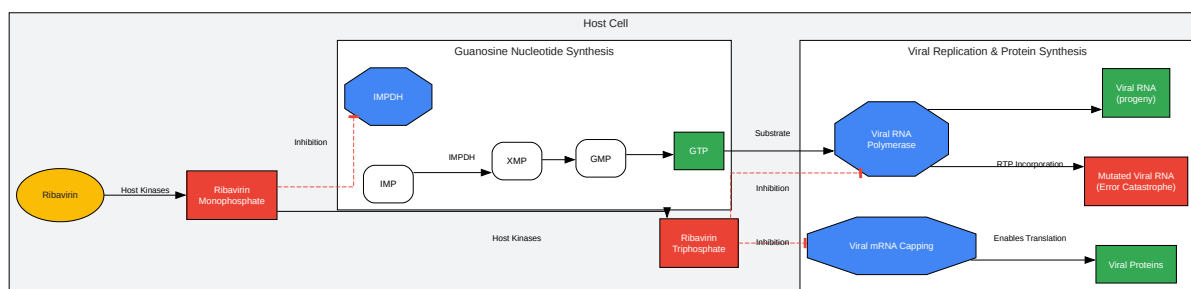 Host Cell
Guanosine Nucleotide Synthesis
Viral Replication & Protein Synthesis
IMPDH
Viral RNA
(progeny)
Inhibition
Substrate
Viral RNA
Polymerase
IMPDH
XMP
GMP
GTP
RTP Incorporation
IMP
Mutated Viral RNA
(Error Catastrophe)
Ribavirin
Host Kinases
Ribavirin
Monophosphate
Inhibition
Host Kinases
Ribavirin
Triphosphate
Inhibition
Viral mRNA Capping
Enables Translation
Viral Proteins